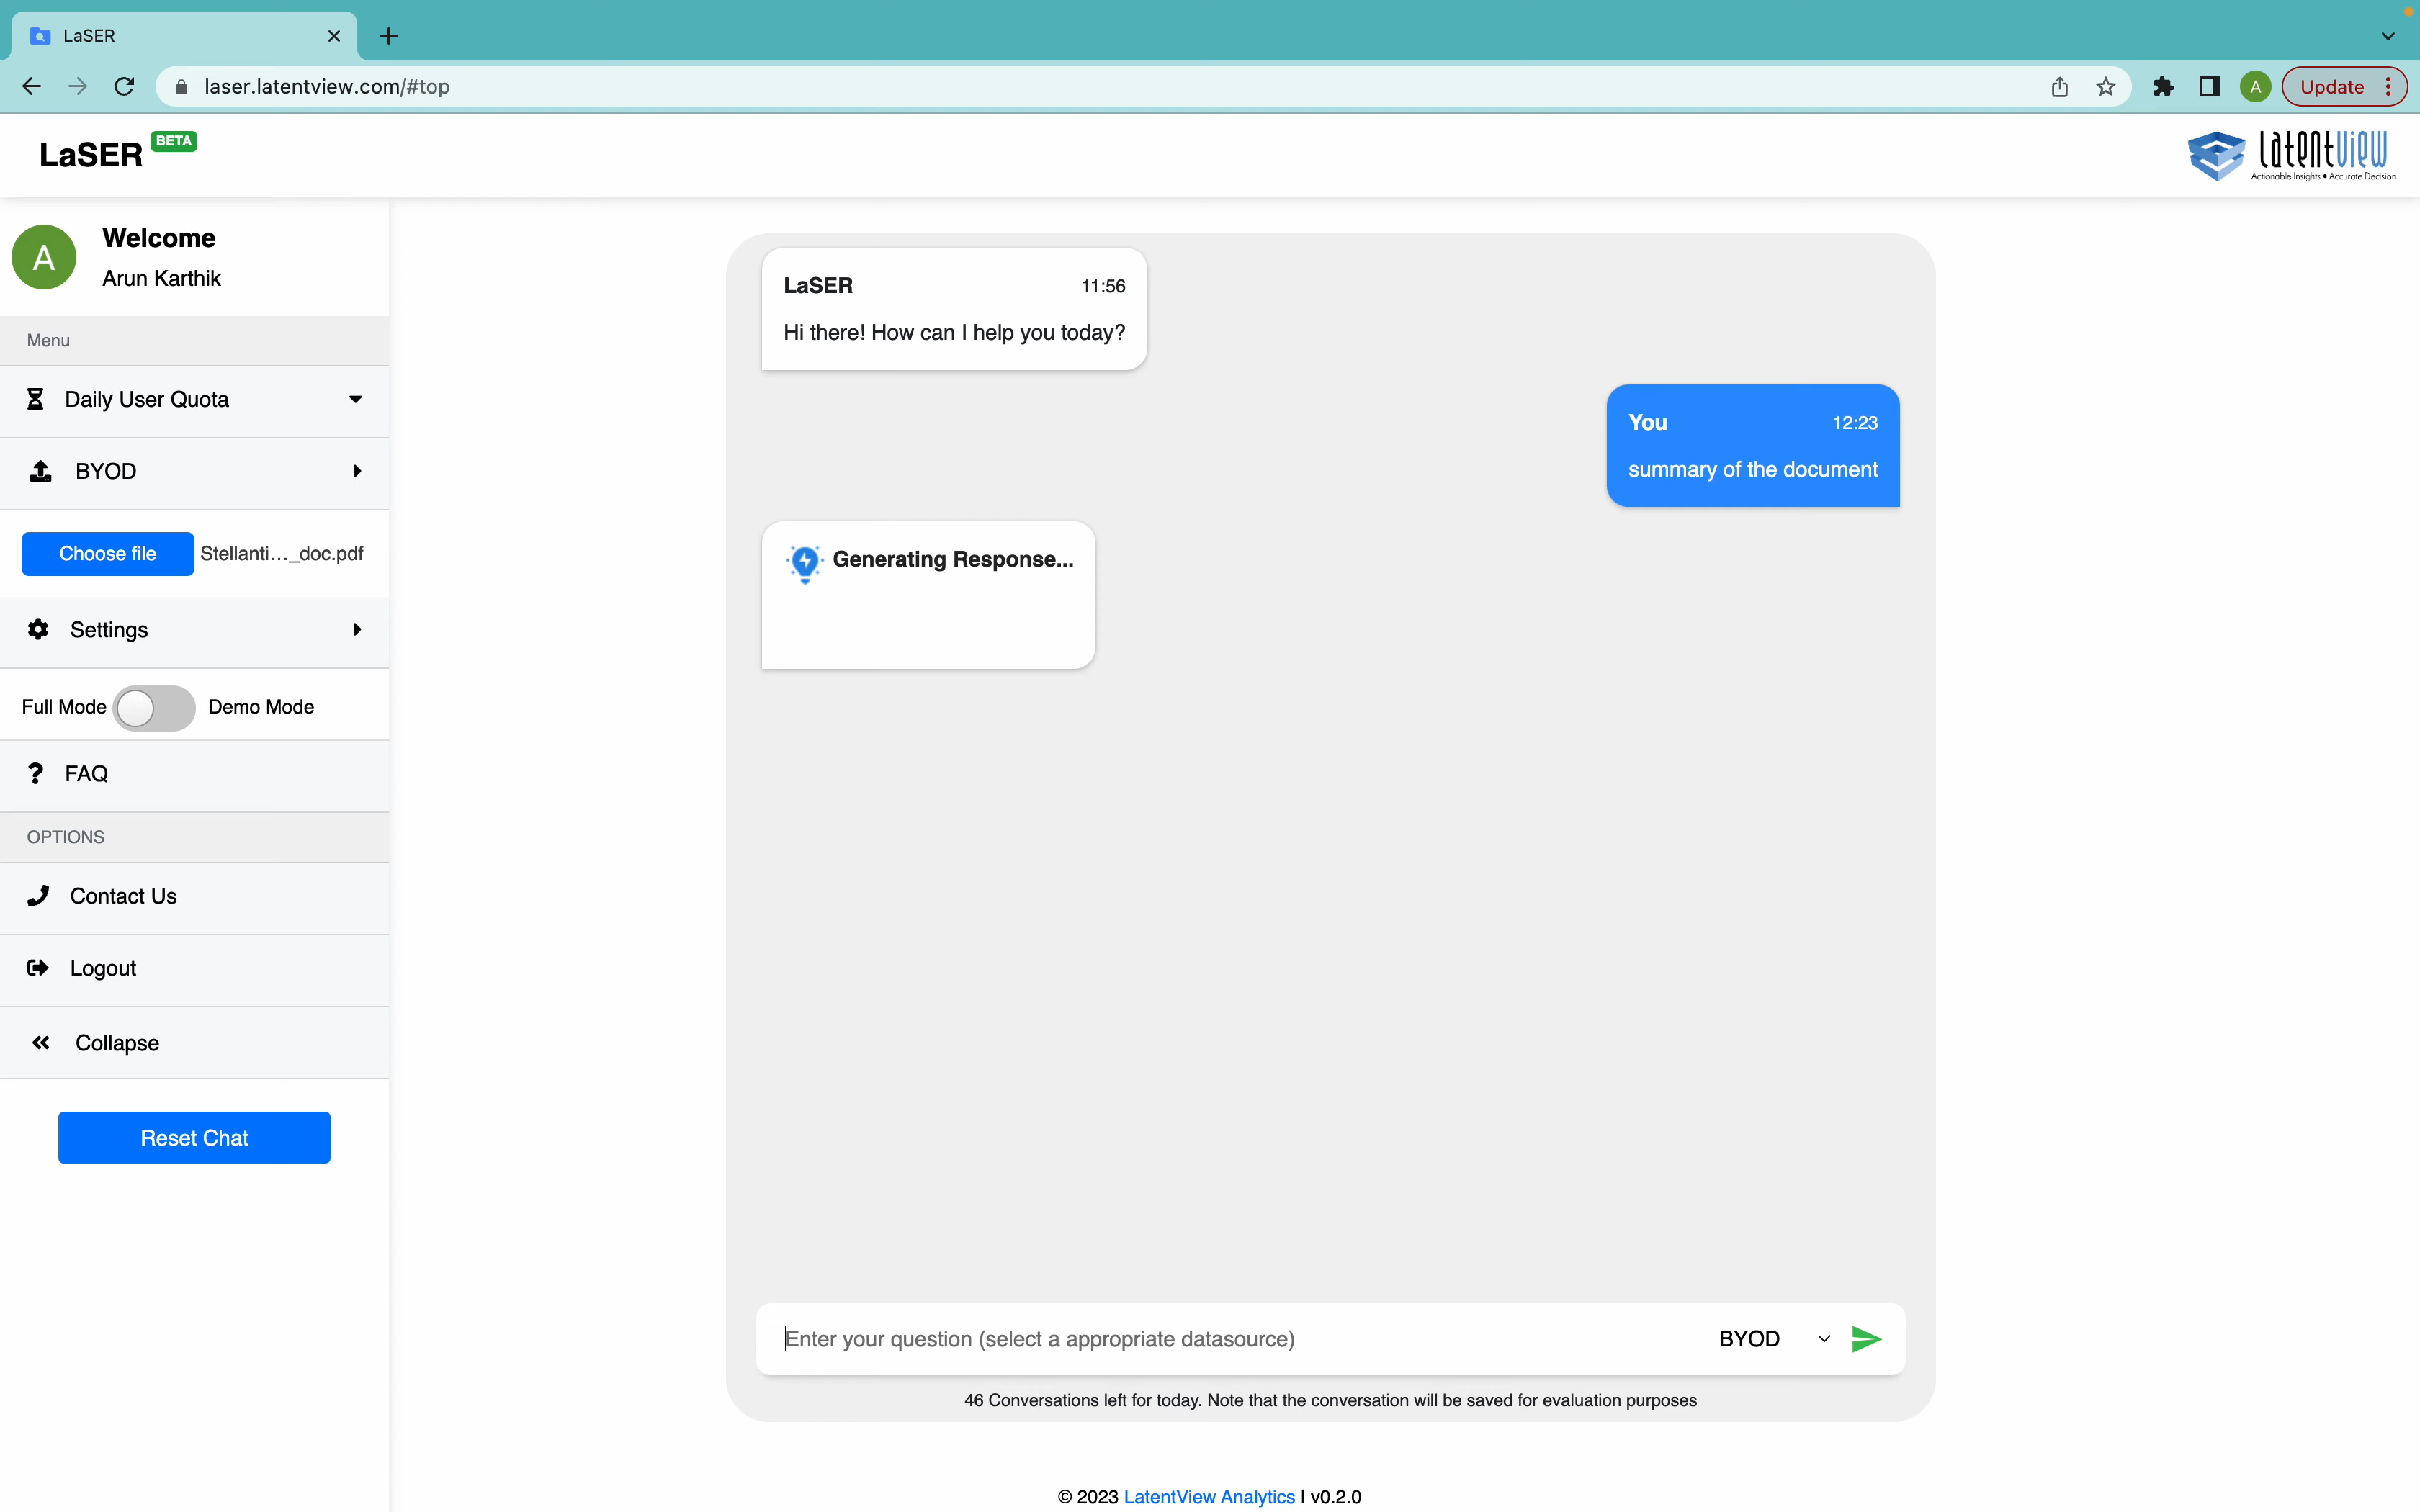 LaSER
laser.latentview.com/#top
A
Update
LaSER BETA
LatentView
Actionable Insights • Accurate Decision
A
Welcome
Arun Karthik
Menu
Daily User Quota
BYOD
Choose file Stellanti..._doc.pdf
Settings
Full Mode Demo Mode
? FAQ
OPTIONS
Contact Us
Logout
Collapse
Reset Chat
LaSER 11:56
Hi there! How can I help you today?
You 12:23
summary of the document
Generating Response...
Enter your question (select a appropriate datasource) BYOD
46 Conversations left for today. Note that the conversation will be saved for evaluation purposes
© 2023 LatentView Analytics | v0.2.0